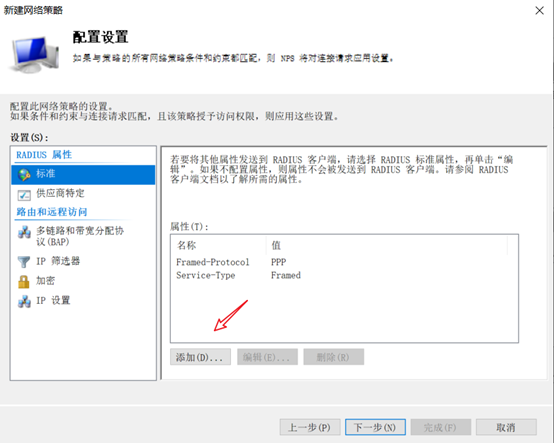 新建网络策略
配置设置
如果与策略的所有网络策略条件和约束都匹配，则 NPS 将对连接请求应用设置。
配置此网络策略的设置。
如果条件和约束与连接请求匹配，且该策略授予访问权限，则应用这些设置。
设置(S):
RADIUS 属性
标准
供应商特定
路由和远程访问
多链路和带宽分配协
议(BAP)
IP 筛选器
加密
IP 设置
若要将其他属性发送到 RADIUS 客户端，请选择 RADIUS 标准属性，再单击“编
辑”。如果不配置属性，则属性不会被发送到 RADIUS 客户端。请参阅 RADIUS
客户端文档以了解所需的属性。
属性(T):
名称 值
Framed-Protocol PPP
Service-Type Framed
添加(D)... 编辑(E)... 删除(R)
上一步(P) 下一步(N) 完成(F) 取消